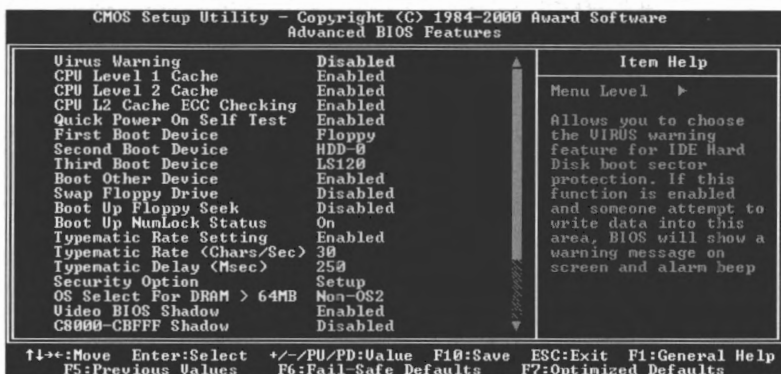 CMOS Setup Utility - Copyright (C) 1984-2000 Award Software
Advanced BIOS Features
Virus Warning Disabled
CPU Level 1 Cache Enabled
CPU Level 2 Cache Enabled
CPU L2 Cache ECC Checking Enabled
Quick Power On Self Test Enabled
First Boot Device Floppy
Second Boot Device HDD-0
Third Boot Device LS120
Boot Other Device Enabled
Swap Floppy Drive Disabled
Boot Up Floppy Seek Disabled
Boot Up NumLock Status On
Typematic Rate Setting Enabled
Typematic Rate (Chars/Sec) 30
Typematic Delay (Msec) 250
Security Option Setup
OS Select For DRAM > 64MB Non-OS2
Video BIOS Shadow Enabled
C8000-CBFFF Shadow Disabled
Item Help
Menu Level ►
Allows you to choose
the VIRUS warning
feature for IDE Hard
Disk boot sector
protection. If this
function is enabled
and someone attempt to
write data into this
area, BIOS will show a
warning message on
screen and alarm beep
↑↓→←:Move Enter:Select +/-/PU/PD:Value F10:Save ESC:Exit F1:General Help
F5:Previous Values F6:Fail-Safe Defaults F7:Optimized Defaults